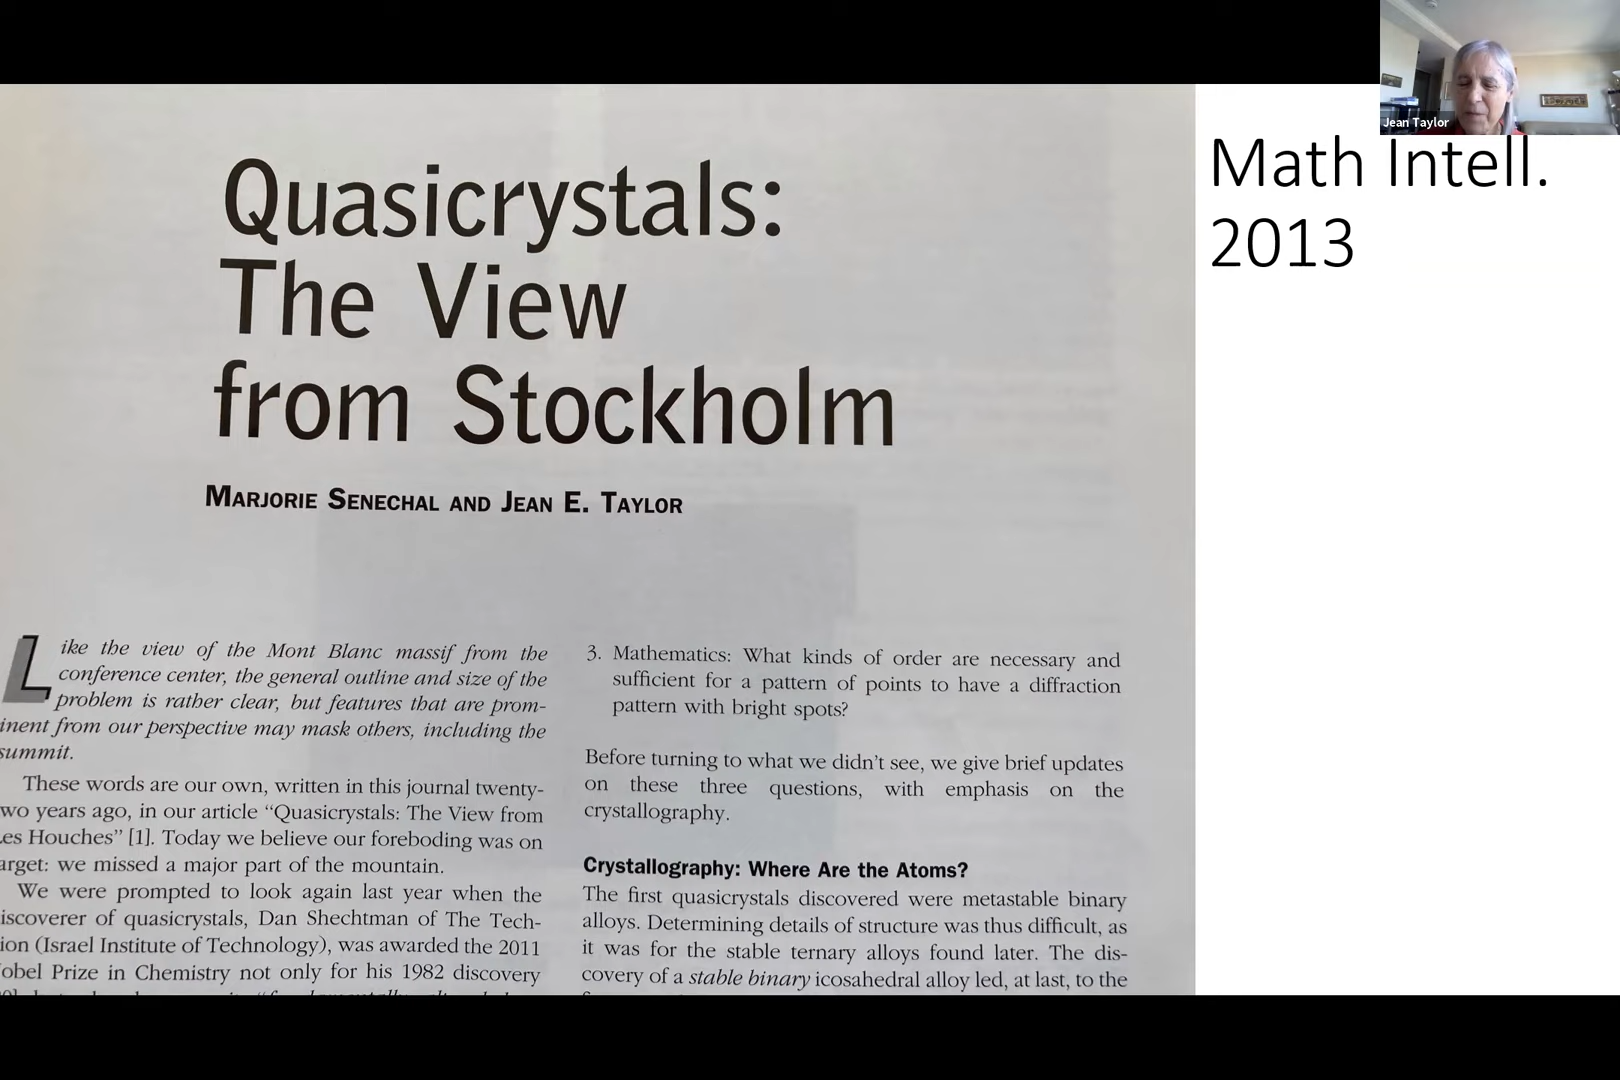 Quasicrystals:
The View
from Stockholm
MARJORIE SENECHAL AND JEAN E. TAYLOR
Like the view of the Mont Blanc massif from the
conference center, the general outline and size of the
problem is rather clear, but features that are prom-
inent from our perspective may mask others, including the
summit.
These words are our own, written in this journal twenty-
wo years ago, in our article “Quasicrystals: The View from
es Houches” [1]. Today we believe our foreboding was on
arget: we missed a major part of the mountain.
We were prompted to look again last year when the
iscoverer of quasicrystals, Dan Shechtman of The Tech-
ion (Israel Institute of Technology), was awarded the 2011
obel Prize in Chemistry not only for his 1982 discovery
3. Mathematics: What kinds of order are necessary and
sufficient for a pattern of points to have a diffraction
pattern with bright spots?
Before turning to what we didn’t see, we give brief updates
on these three questions, with emphasis on the
crystallography.
Crystallography: Where Are the Atoms?
The first quasicrystals discovered were metastable binary
alloys. Determining details of structure was thus difficult, as
it was for the stable ternary alloys found later. The dis-
covery of a stable binary icosahedral alloy led, at last, to the
Math Intell.
2013
Jean Taylor